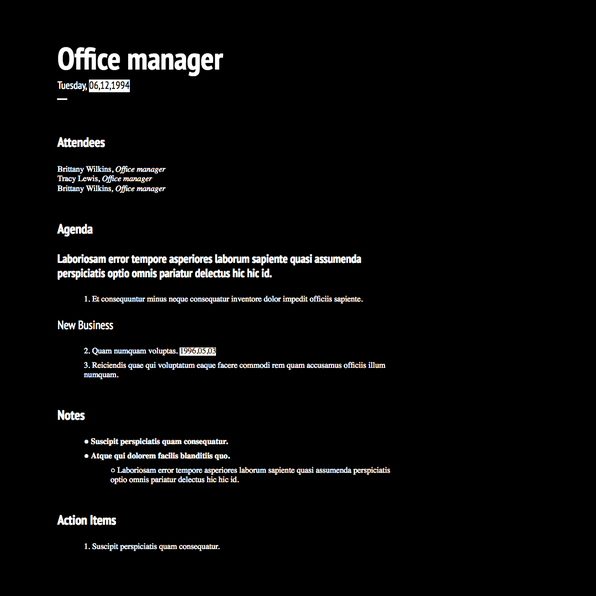 Office manager
Tuesday, 06,12,1994
Attendees
Brittany Wilkins, Office manager
Tracy Lewis, Office manager
Brittany Wilkins, Office manager
Agenda
Laboriosam error tempore asperiores laborum sapiente quasi assumenda
perspiciatis optio omnis pariatur delectus hic hic id.
1. Et consequuntur minus neque consequatur inventore dolor impedit officiis sapiente.
New Business
2. Quam numquam voluptas. 1996,05,03
3. Reiciendis quae qui voluptatum eaque facere commodi rem quam accusamus officiis illum
numquam.
Notes
● Suscipit perspiciatis quam consequatur.
● Atque qui dolorem facilis blanditiis quo.
○ Laboriosam error tempore asperiores laborum sapiente quasi assumenda perspiciatis
optio omnis pariatur delectus hic hic id.
Action Items
1. Suscipit perspiciatis quam consequatur.